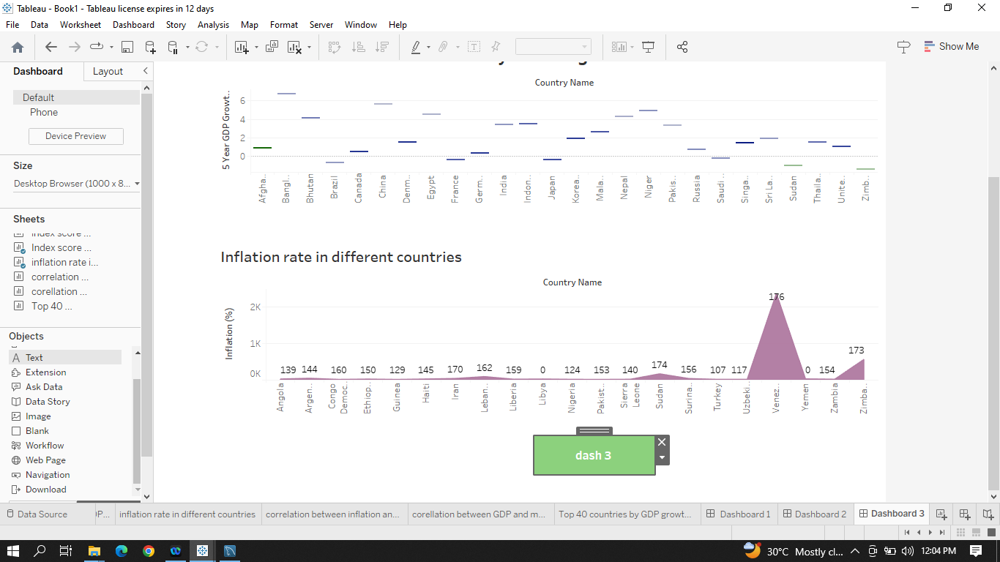 Tableau - Book1 - Tableau license expires in 12 days
File Data Worksheet Dashboard Story Analysis Map Format Server Window Help
Show Me
Dashboard Layout
Default
Phone
Device Preview
Size
Desktop Browser (1000 x 8...
Sheets
Index score ...
Index score ...
inflation rate i...
correlation ...
corellation ...
Top 40 ...
Objects
Text
Extension
Ask Data
Data Story
Image
Blank
Workflow
Web Page
Navigation
Download
Country Name
5 Year GDP Growt..
6
4
2
0
Afgha.. Bangl.. Bhutan Brazil Canada China Denm.. Egypt France Germ.. India Indon.. Japan Korea.. Mala.. Nepal Niger Pakis.. Russia Saudi .. Singa.. Sri La.. Sudan Thaila.. Unite.. Zimb..
Inflation rate in different countries
Country Name
Inflation (%)
2K
1K
0K
139 144 160 150 129 145 170 162 159 0 124 153 140 174 156 107 117 176 0 154 173
Angola Argen.. Congo Democ.. Ethiop.. Guinea Haiti Iran Leban.. Liberia Libya Nigeria Pakist.. Sierra Leone Sudan Surina.. Turkey Uzbeki.. Venez.. Yemen Zambia Zimba..
dash 3
Data Source P... inflation rate in different countries correlation between inflation an... corellation between GDP and m... Top 40 countries by GDP growt... Dashboard 1 Dashboard 2 Dashboard 3
30°C Mostly cl... 12:04 PM